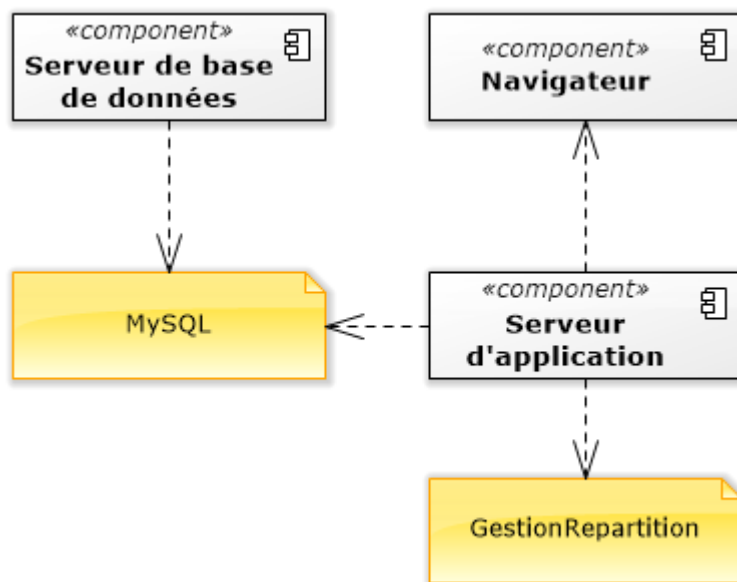 «component»
Serveur de base
de données
«component»
Navigateur
MySQL
«component»
Serveur
d'application
GestionRepartition